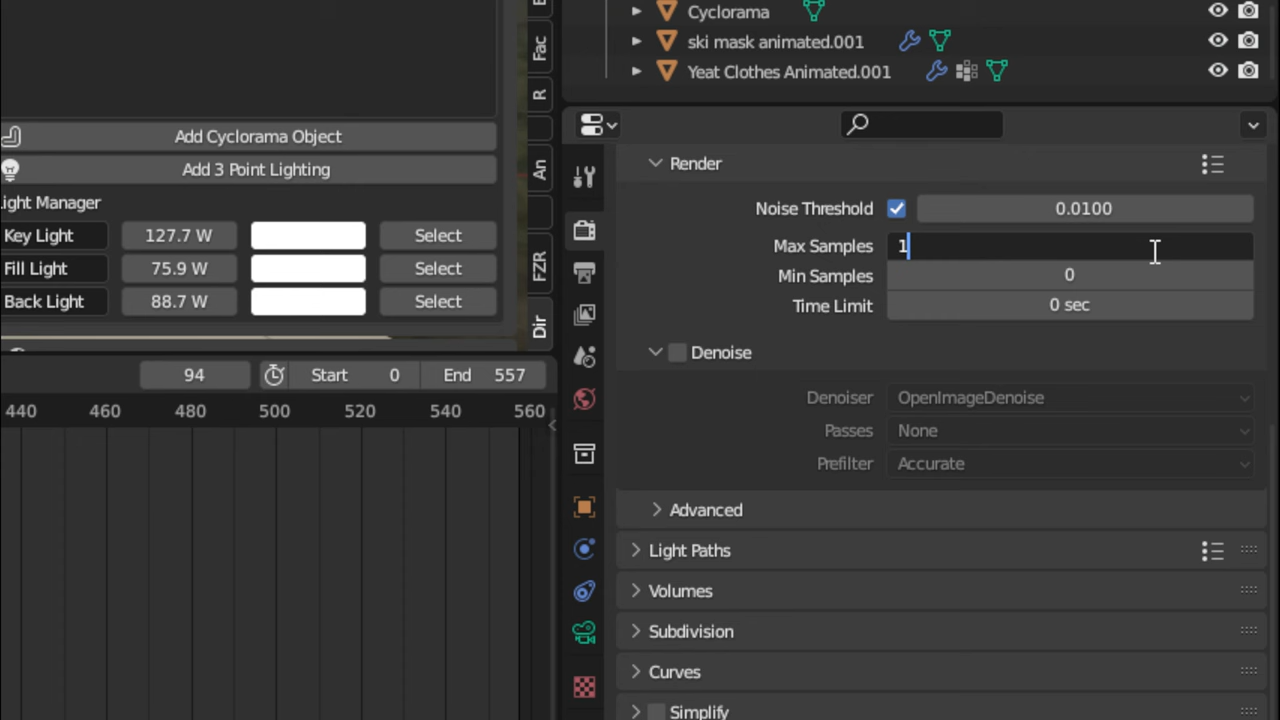 Cyclorama
ski mask animated.001
Yeat Clothes Animated.001
Fac
R
An
FZR
Dir
Add Cyclorama Object
Add 3 Point Lighting
ight Manager
Key Light 127.7 W Select
Fill Light 75.9 W Select
Back Light 88.7 W Select
94 Start 0 End 557
440 460 480 500 520 540 560
Render
Noise Threshold 0.0100
Max Samples 1
Min Samples 0
Time Limit 0 sec
Denoise
Denoiser OpenImageDenoise
Passes None
Prefilter Accurate
Advanced
Light Paths
Volumes
Subdivision
Curves
Simplify